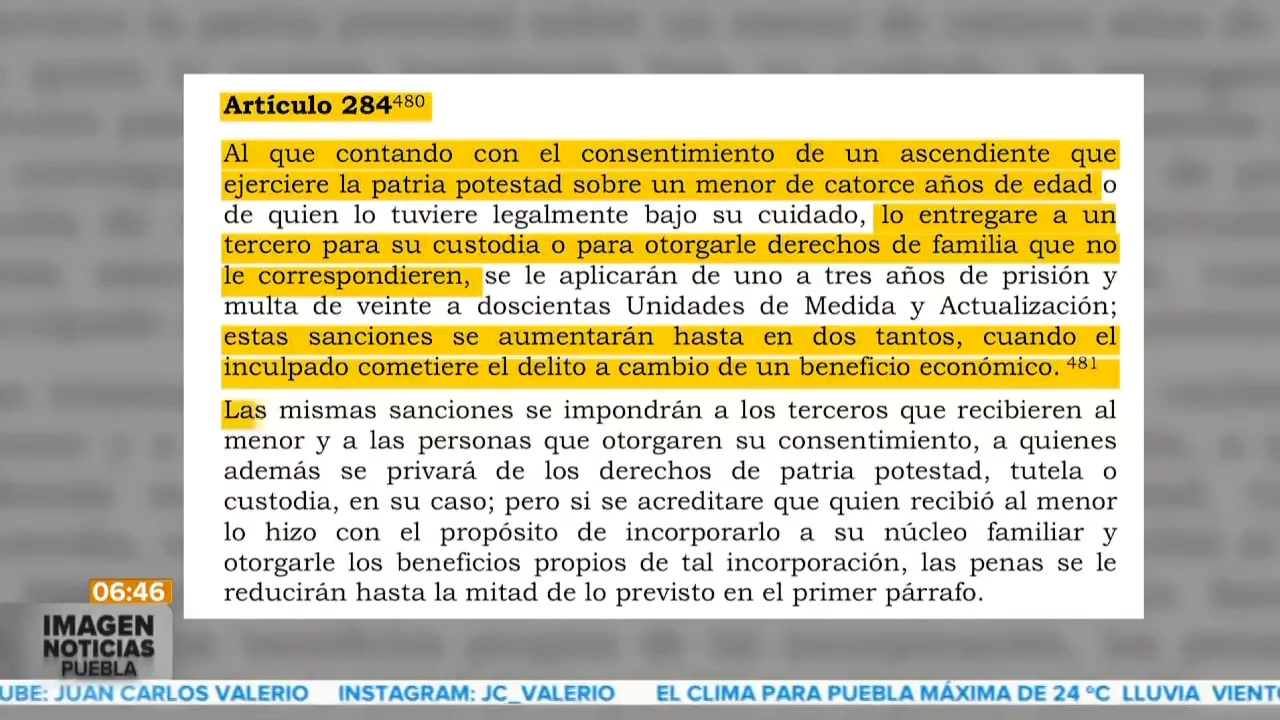 Artículo 284480
Al que contando con el consentimiento de un ascendiente que
ejerciere la patria potestad sobre un menor de catorce años de edad o
de quien lo tuviere legalmente bajo su cuidado, lo entregare a un
tercero para su custodia o para otorgarle derechos de familia que no
le correspondieren, se le aplicarán de uno a tres años de prisión y
multa de veinte a doscientas Unidades de Medida y Actualización;
estas sanciones se aumentarán hasta en dos tantos, cuando el
inculpado cometiere el delito a cambio de un beneficio económico. 481
Las mismas sanciones se impondrán a los terceros que recibieren al
menor y a las personas que otorgaren su consentimiento, a quienes
además se privará de los derechos de patria potestad, tutela o
custodia, en su caso; pero si se acreditare que quien recibió al menor
lo hizo con el propósito de incorporarlo a su núcleo familiar y
otorgarle los beneficios propios de tal incorporación, las penas se le
reducirán hasta la mitad de lo previsto en el primer párrafo.
06:46
IMAGEN
NOTICIAS
PUEBLA
UBE: JUAN CARLOS VALERIO INSTAGRAM: JC_VALERIO EL CLIMA PARA PUEBLA MÁXIMA DE 24 °C LLUVIA VIENTO